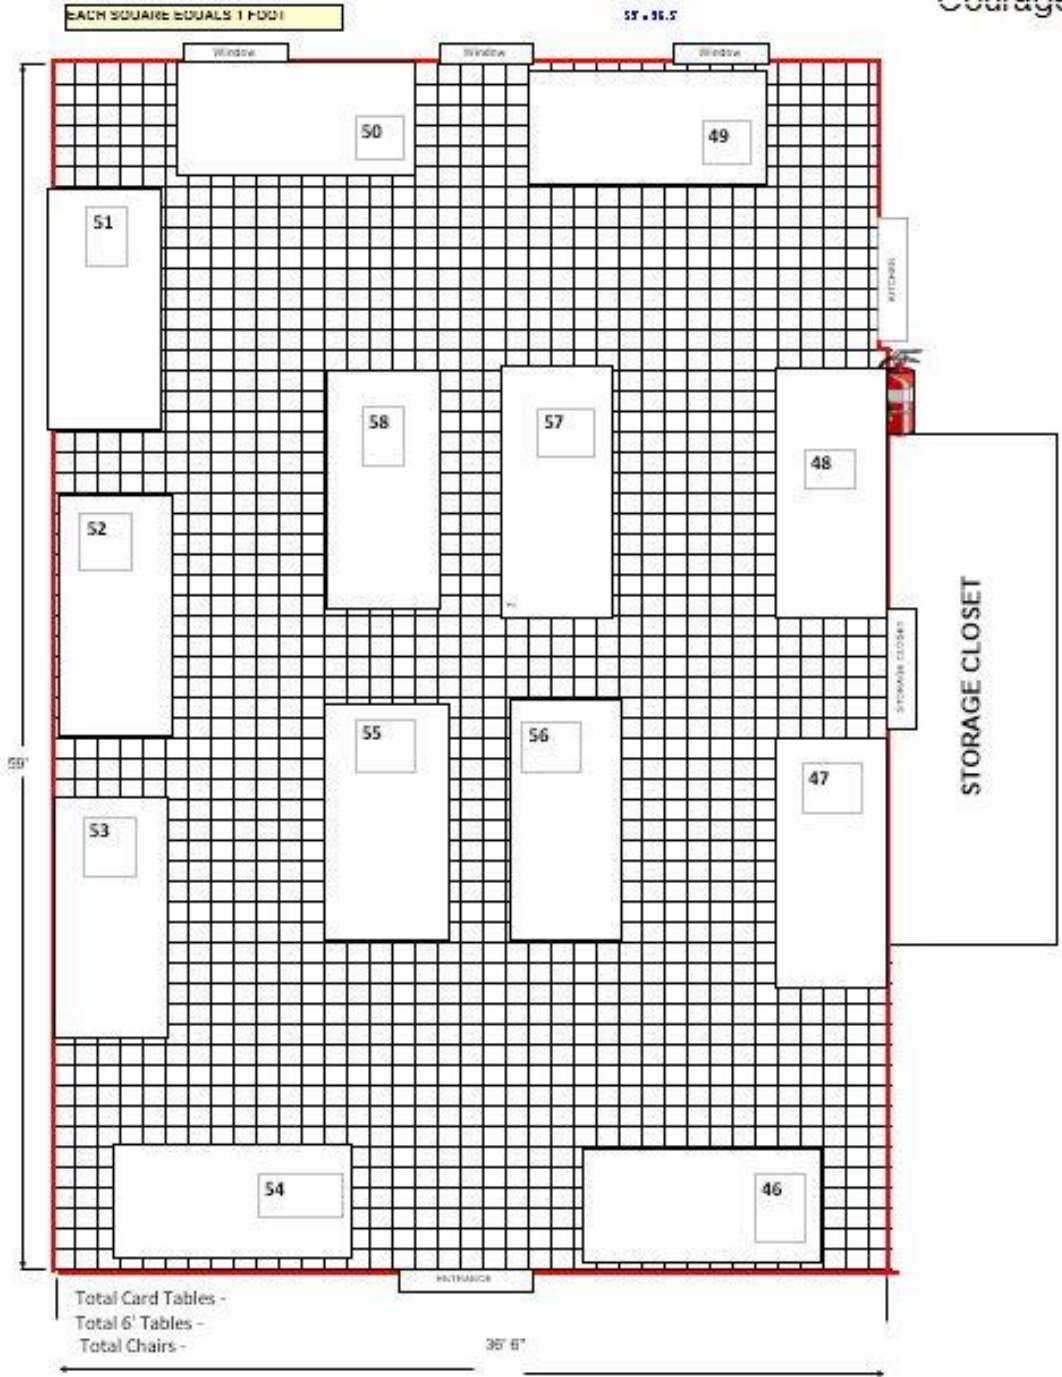 EACH SQUARE EQUALS 1 FOOT
Window
Window
Window
50
49
51
KITCHEN
58
57
48
52
STORAGE CLOSET
STORAGE CLOSET
55
56
47
59'
53
54
46
ENTRANCE
Total Card Tables -
Total 6' Tables -
Total Chairs -
36' 6"